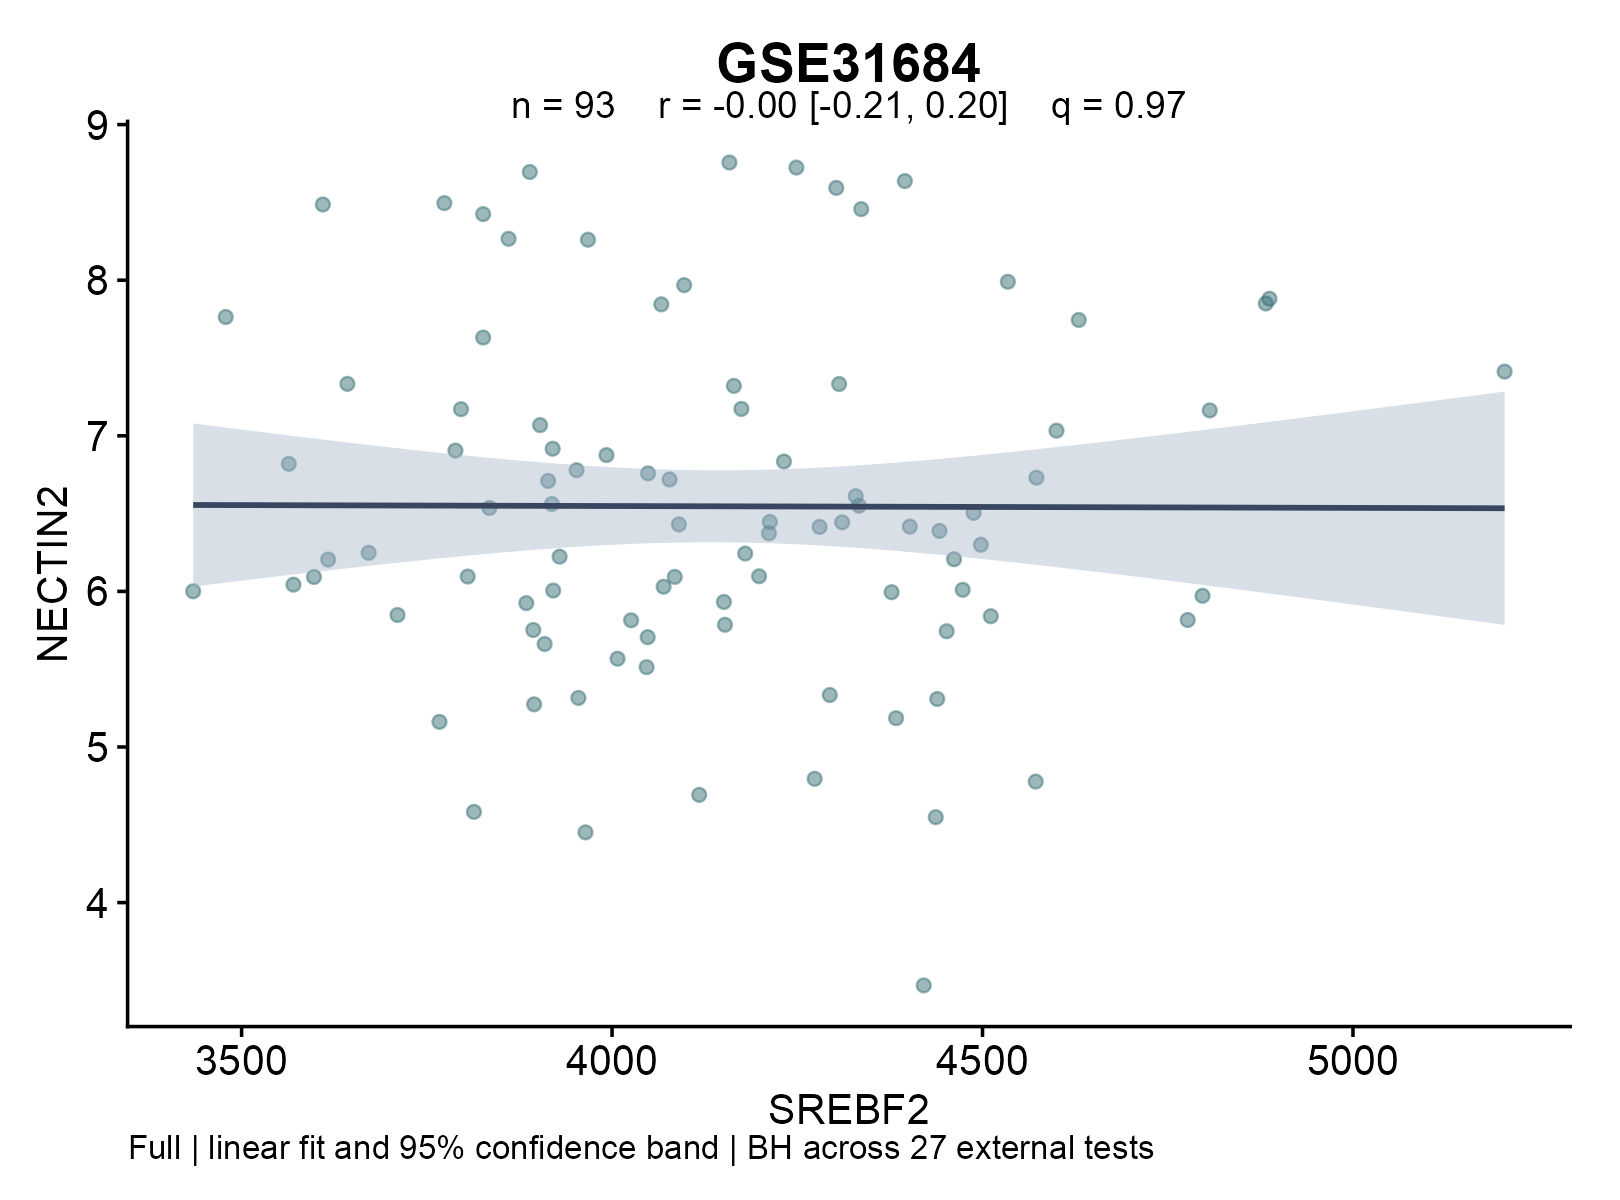 GSE31684
n = 93 r = -0.00 [-0.21, 0.20] q = 0.97
9
8
7
6
5
4
NECTIN2
3500 4000 4500 5000
SREBF2
Full | linear fit and 95% confidence band | BH across 27 external tests